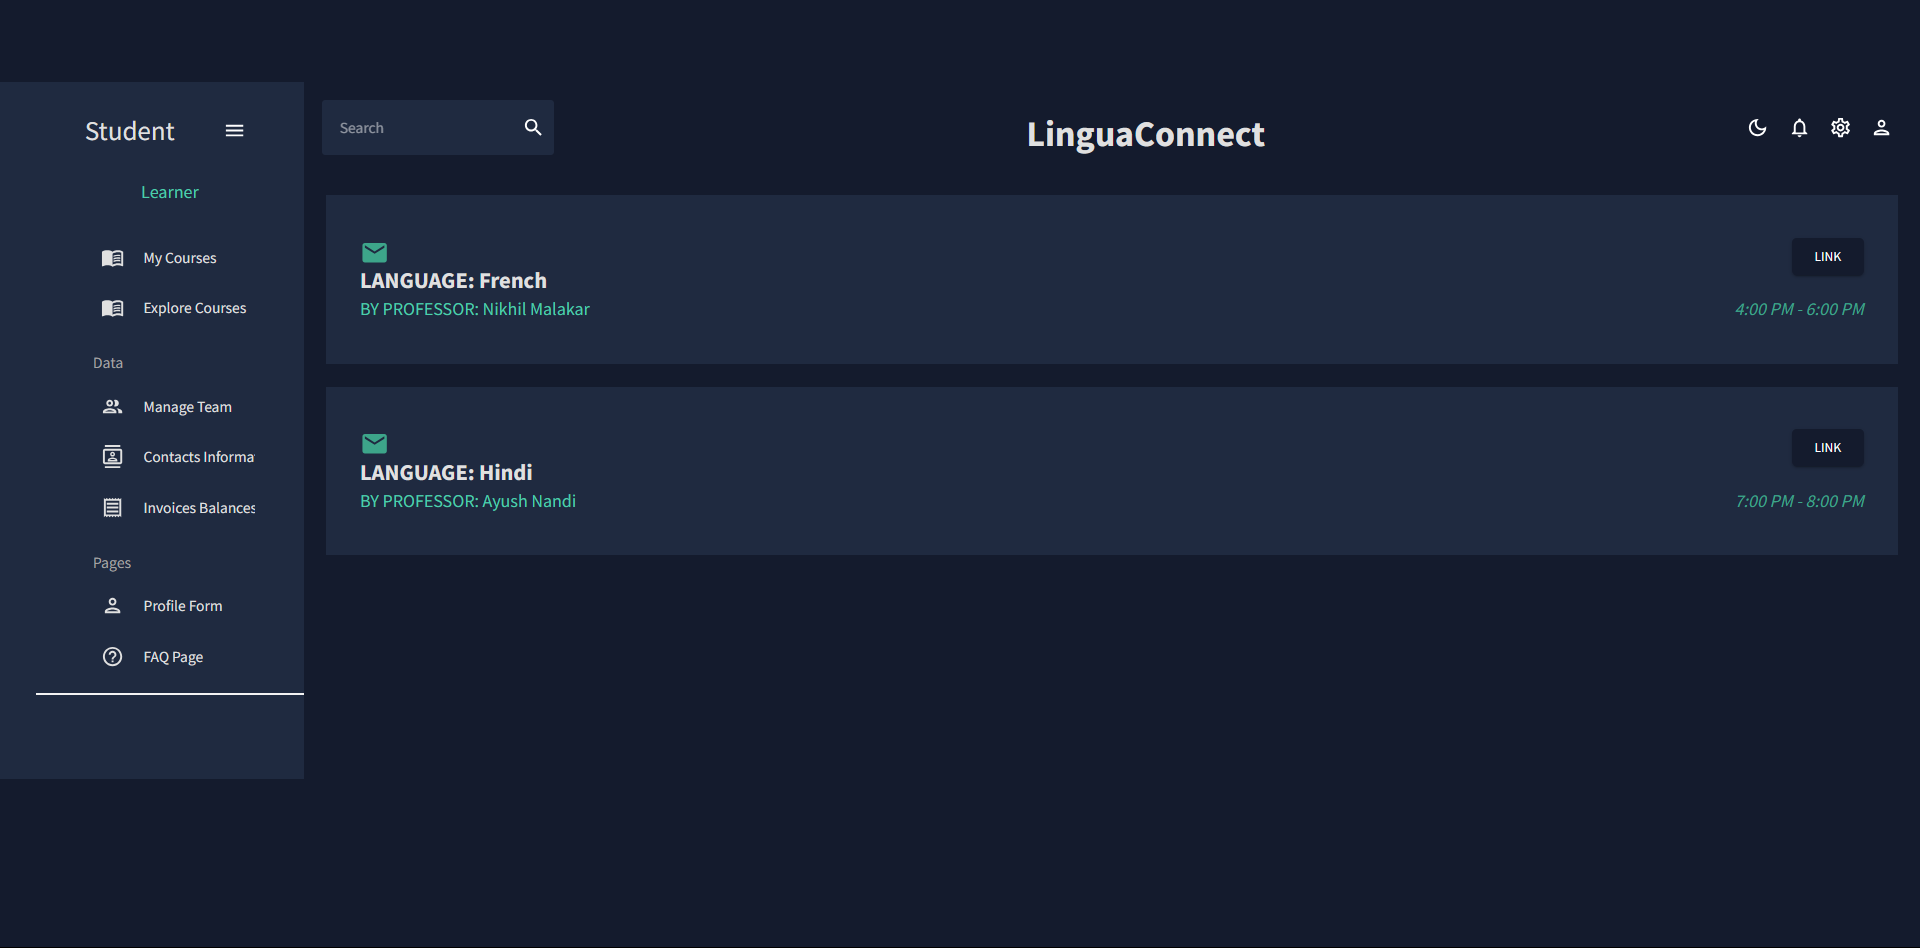 Student
Learner
My Courses
Explore Courses
Data
Manage Team
Contacts Informa
Invoices Balances
Pages
Profile Form
FAQ Page
Search
LinguaConnect
LANGUAGE: French
BY PROFESSOR: Nikhil Malakar
LINK
4:00 PM - 6:00 PM
LANGUAGE: Hindi
BY PROFESSOR: Ayush Nandi
LINK
7:00 PM - 8:00 PM